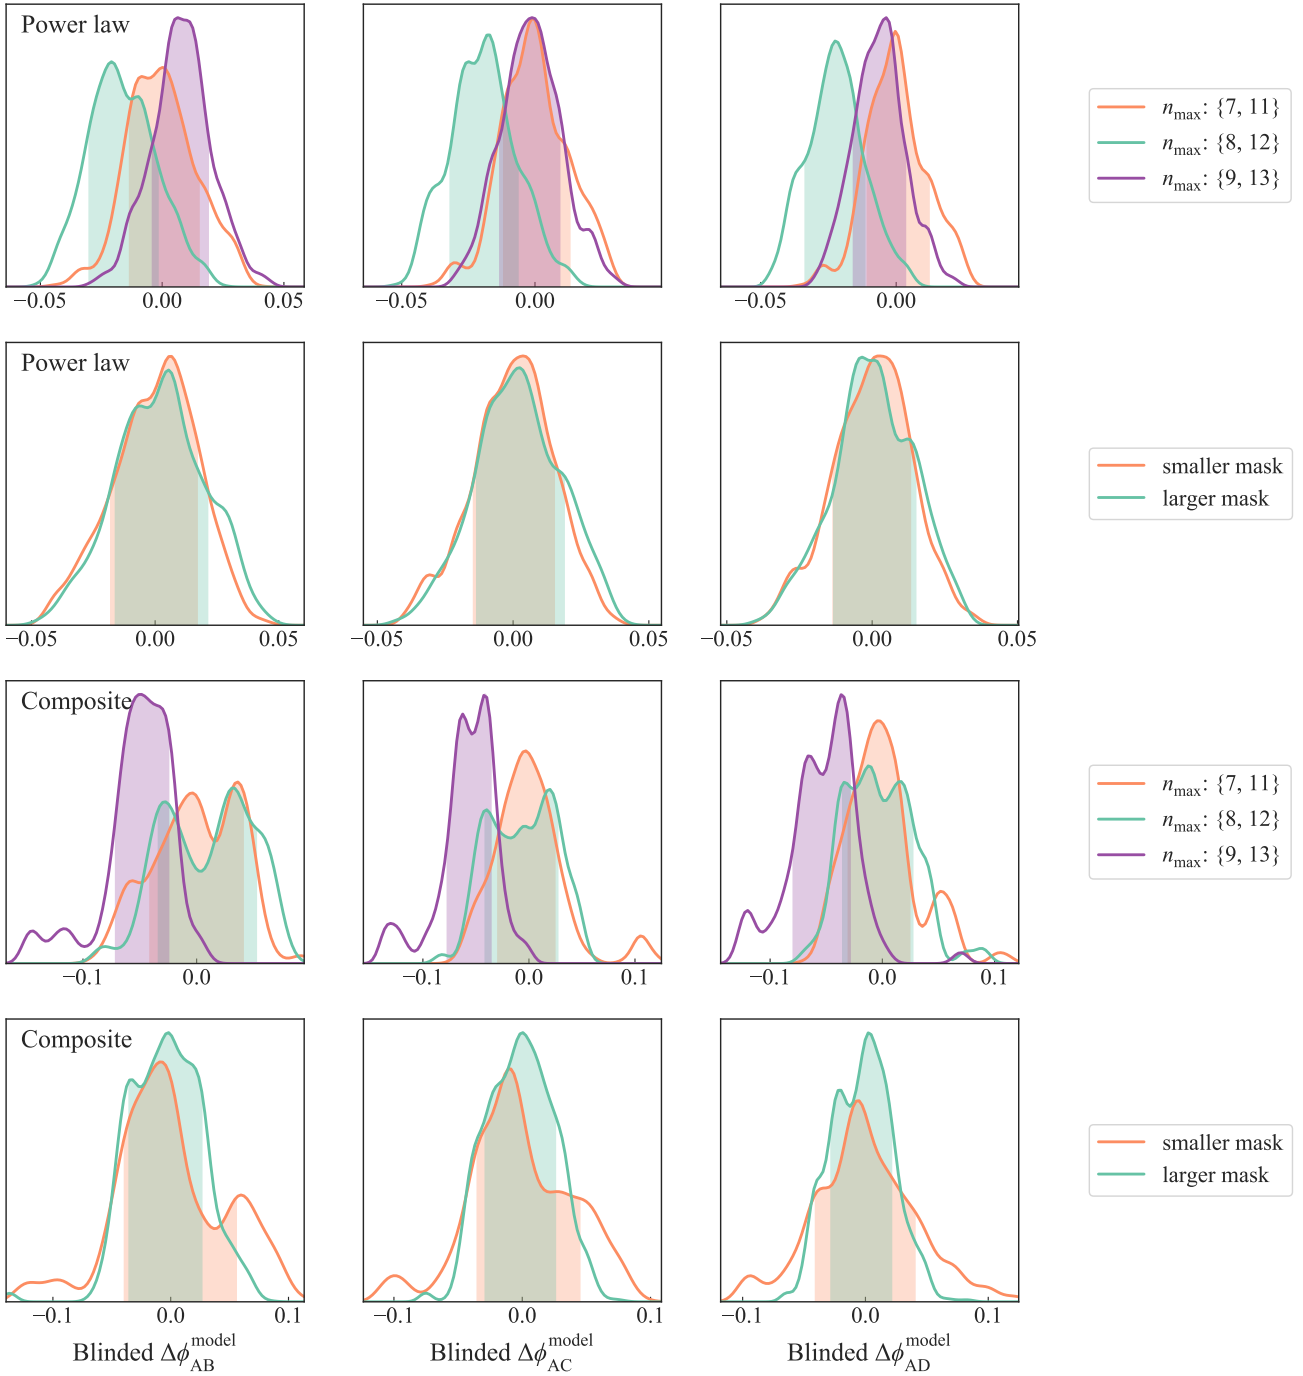 Power law
n_max: {7, 11}
n_max: {8, 12}
n_max: {9, 13}
−0.05 0.00 0.05
−0.05 0.00
−0.05 0.00
Power law
smaller mask
larger mask
−0.05 0.00 0.05
−0.05 0.00 0.05
−0.05 0.00 0.05
Composite
n_max: {7, 11}
n_max: {8, 12}
n_max: {9, 13}
−0.1 0.0
−0.1 0.0 0.1
−0.1 0.0 0.1
Composite
smaller mask
larger mask
−0.1 0.0 0.1
−0.1 0.0 0.1
−0.1 0.0 0.1
Blinded Δϕ_AB^model
Blinded Δϕ_AC^model
Blinded Δϕ_AD^model